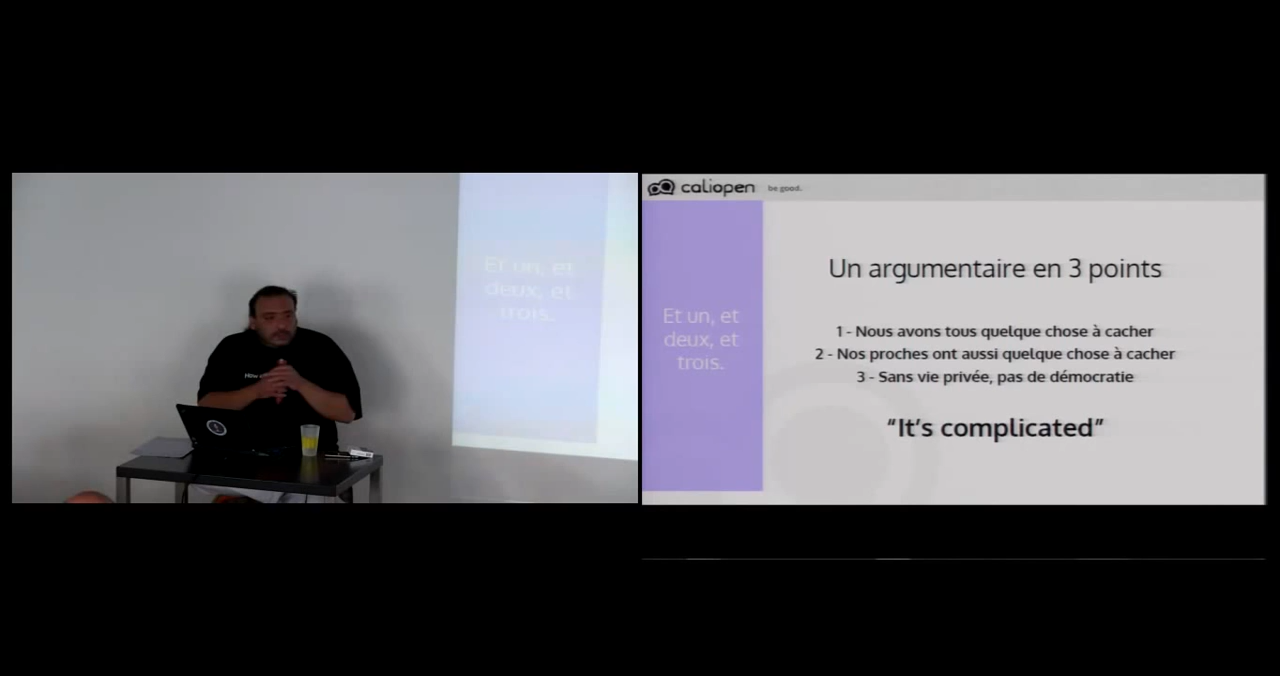 How
Et un, et
deux, et
trois.
caliopen be good.
Et un, et
deux, et
trois.
Un argumentaire en 3 points
1 - Nous avons tous quelque chose à cacher
2 - Nos proches ont aussi quelque chose à cacher
3 - Sans vie privée, pas de démocratie
“It’s complicated”